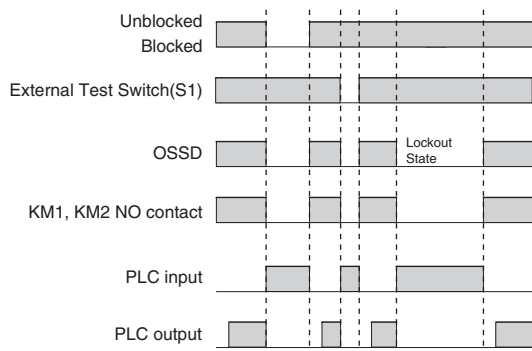 Unblocked
Blocked
External Test Switch(S1)
OSSD
Lockout
State
KM1, KM2 NO contact
PLC input
PLC output